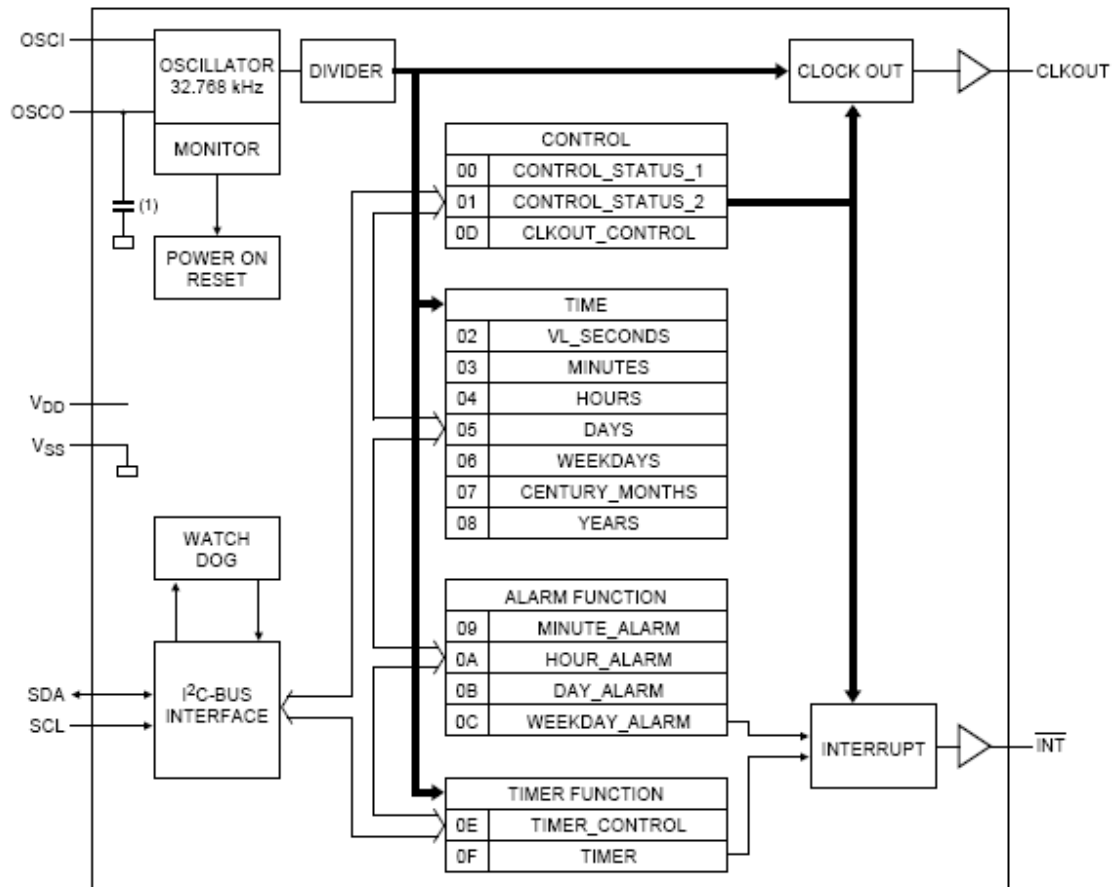 OSCI
OSCILLATOR
32.768 kHz
DIVIDER
CLOCK OUT
CLKOUT
OSCO
MONITOR
(1)
POWER ON
RESET
CONTROL
00 CONTROL_STATUS_1
01 CONTROL_STATUS_2
0D CLKOUT_CONTROL
TIME
02 VL_SECONDS
03 MINUTES
04 HOURS
05 DAYS
06 WEEKDAYS
07 CENTURY_MONTHS
08 YEARS
VDD
VSS
WATCH
DOG
ALARM FUNCTION
09 MINUTE_ALARM
0A HOUR_ALARM
0B DAY_ALARM
0C WEEKDAY_ALARM
SDA
SCL
I²C-BUS
INTERFACE
INTERRUPT
INT
TIMER FUNCTION
0E TIMER_CONTROL
0F TIMER